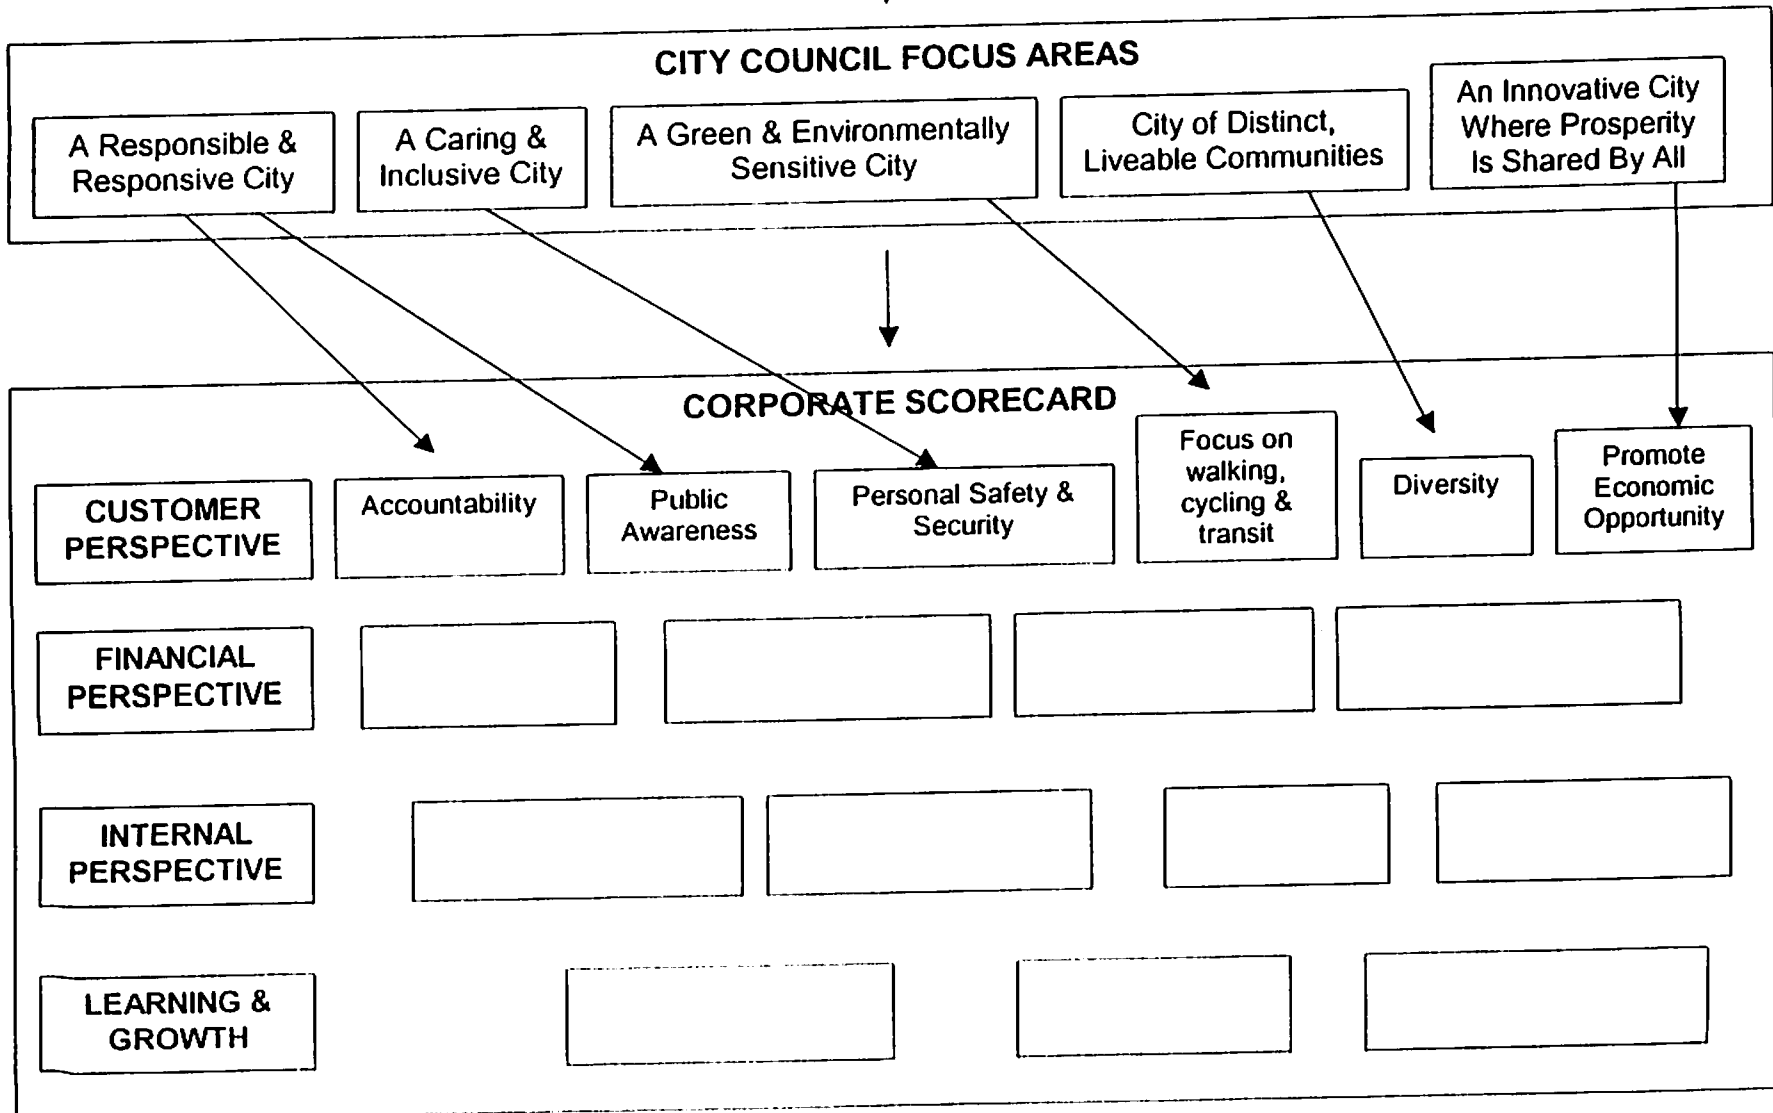 CITY COUNCIL FOCUS AREAS
A Responsible &
Responsive City
A Caring &
Inclusive City
A Green & Environmentally
Sensitive City
City of Distinct,
Liveable Communities
An Innovative City
Where Prosperity
Is Shared By All
CORPORATE SCORECARD
CUSTOMER
PERSPECTIVE
Accountability
Public
Awareness
Personal Safety &
Security
Focus on
walking,
cycling &
transit
Diversity
Promote
Economic
Opportunity
FINANCIAL
PERSPECTIVE
INTERNAL
PERSPECTIVE
LEARNING &
GROWTH